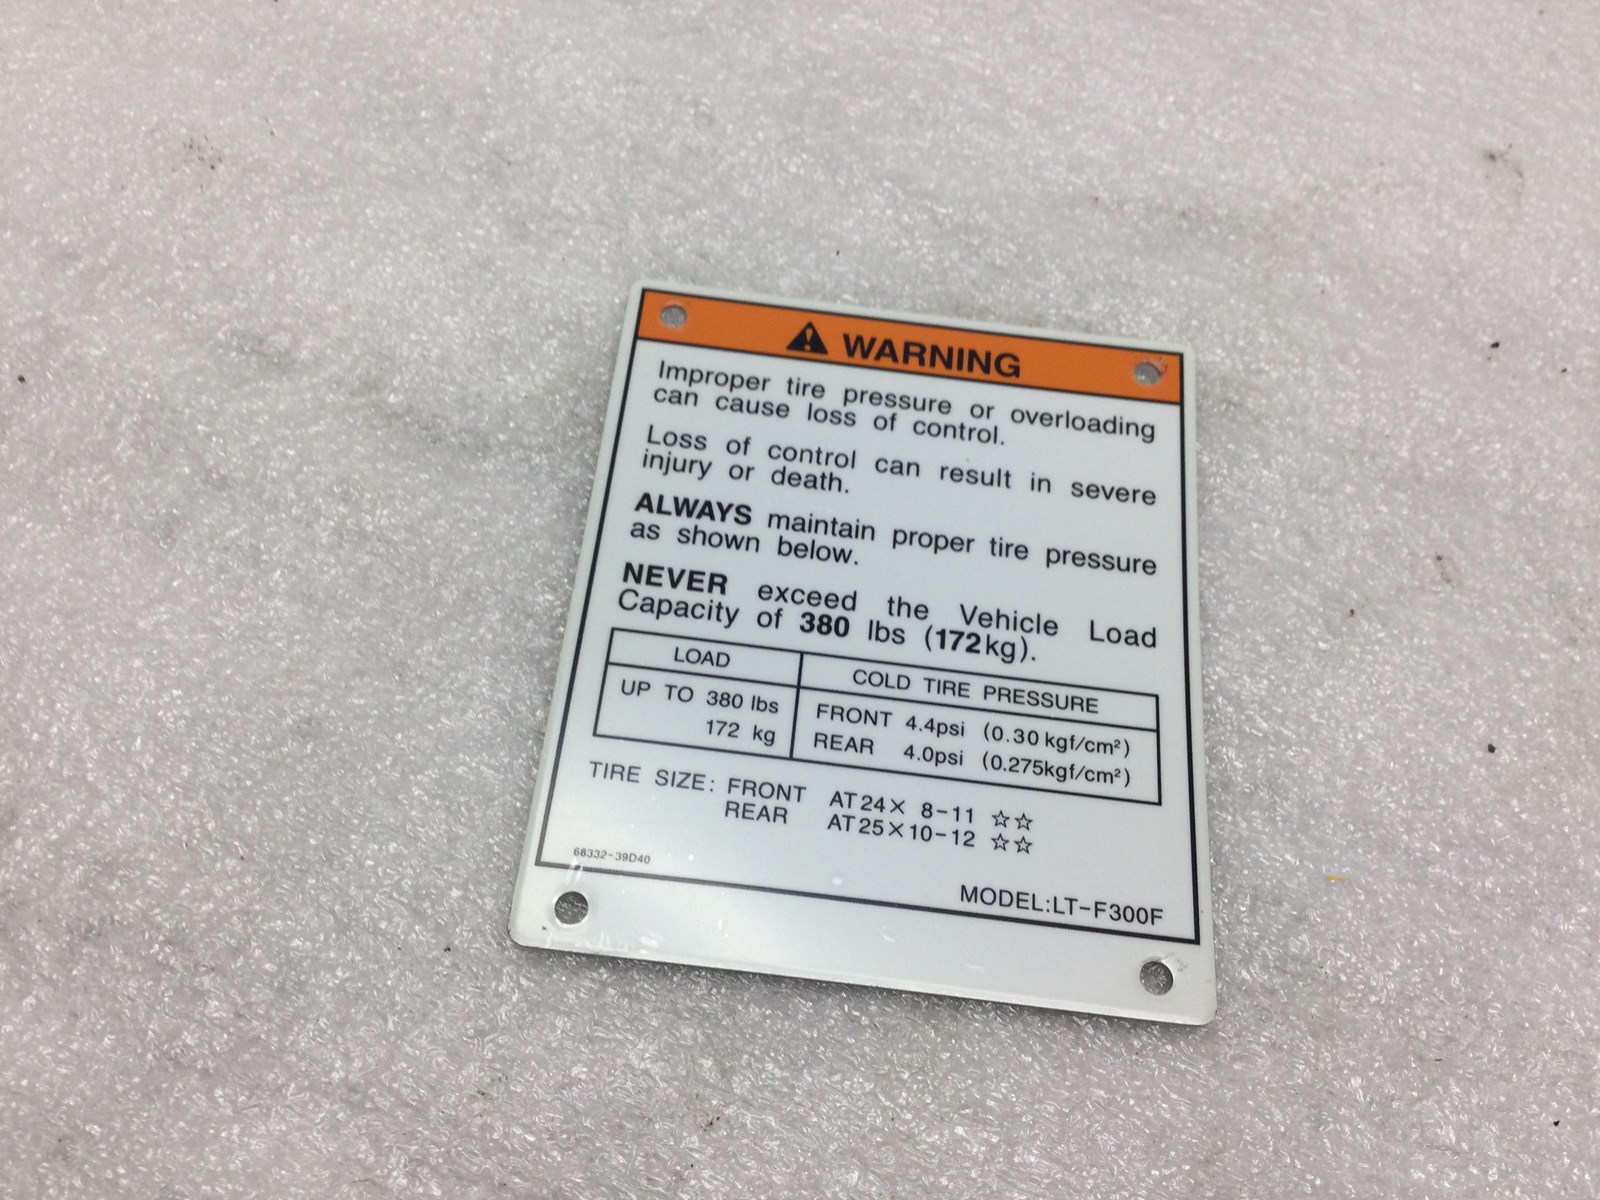 WARNING
Improper tire pressure or overloading
can cause loss of control.
Loss of control can result in severe
injury or death.
ALWAYS maintain proper tire pressure
as shown below.
NEVER exceed the Vehicle Load
Capacity of 380 lbs (172kg).
LOAD COLD TIRE PRESSURE
UP TO 380 lbs FRONT 4.4psi (0.30 kgf/cm²)
172 kg REAR 4.0psi (0.275kgf/cm²)
TIRE SIZE: FRONT AT24× 8-11 ☆☆
REAR AT25×10-12 ☆☆
68332-39D40
MODEL:LT-F300F